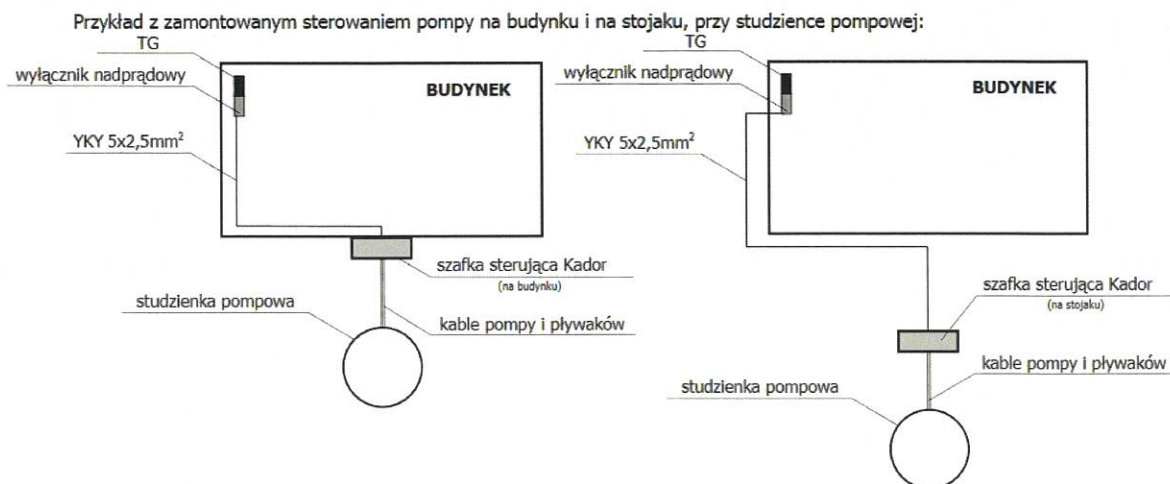 Przykład z zamontowanym sterowaniem pompy na budynku i na stojaku, przy studzience pompowej:
TG
wyłącznik nadprądowy
BUDYNEK
YKY 5x2,5mm²
szafka sterująca Kador
(na budynku)
studzienka pompowa
kable pompy i pływaków
TG
wyłącznik nadprądowy
BUDYNEK
YKY 5x2,5mm²
szafka sterująca Kador
(na stojaku)
kable pompy i pływaków
studzienka pompowa